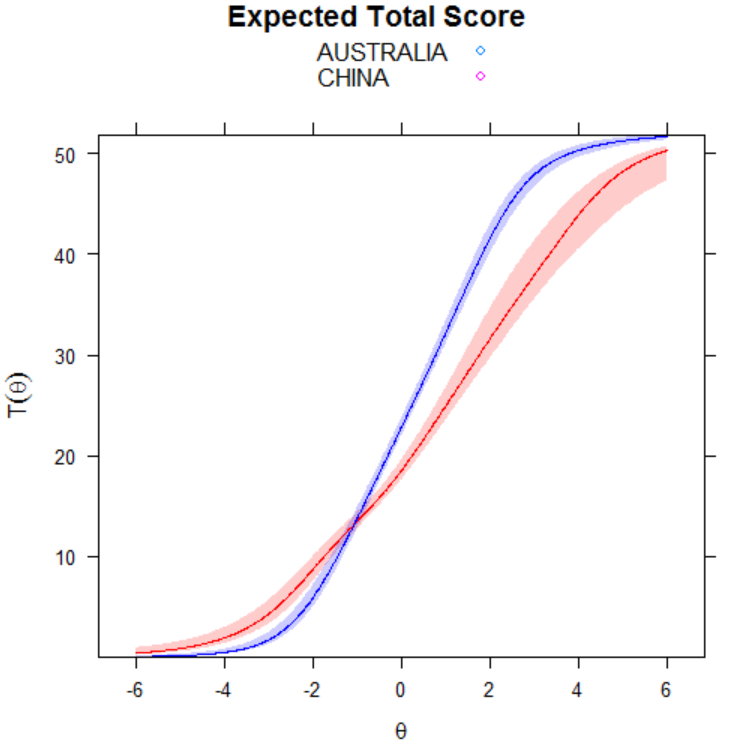 Expected Total Score
AUSTRALIA
CHINA
50
40
30
20
10
T(θ)
-6 -4 -2 0 2 4 6
θ